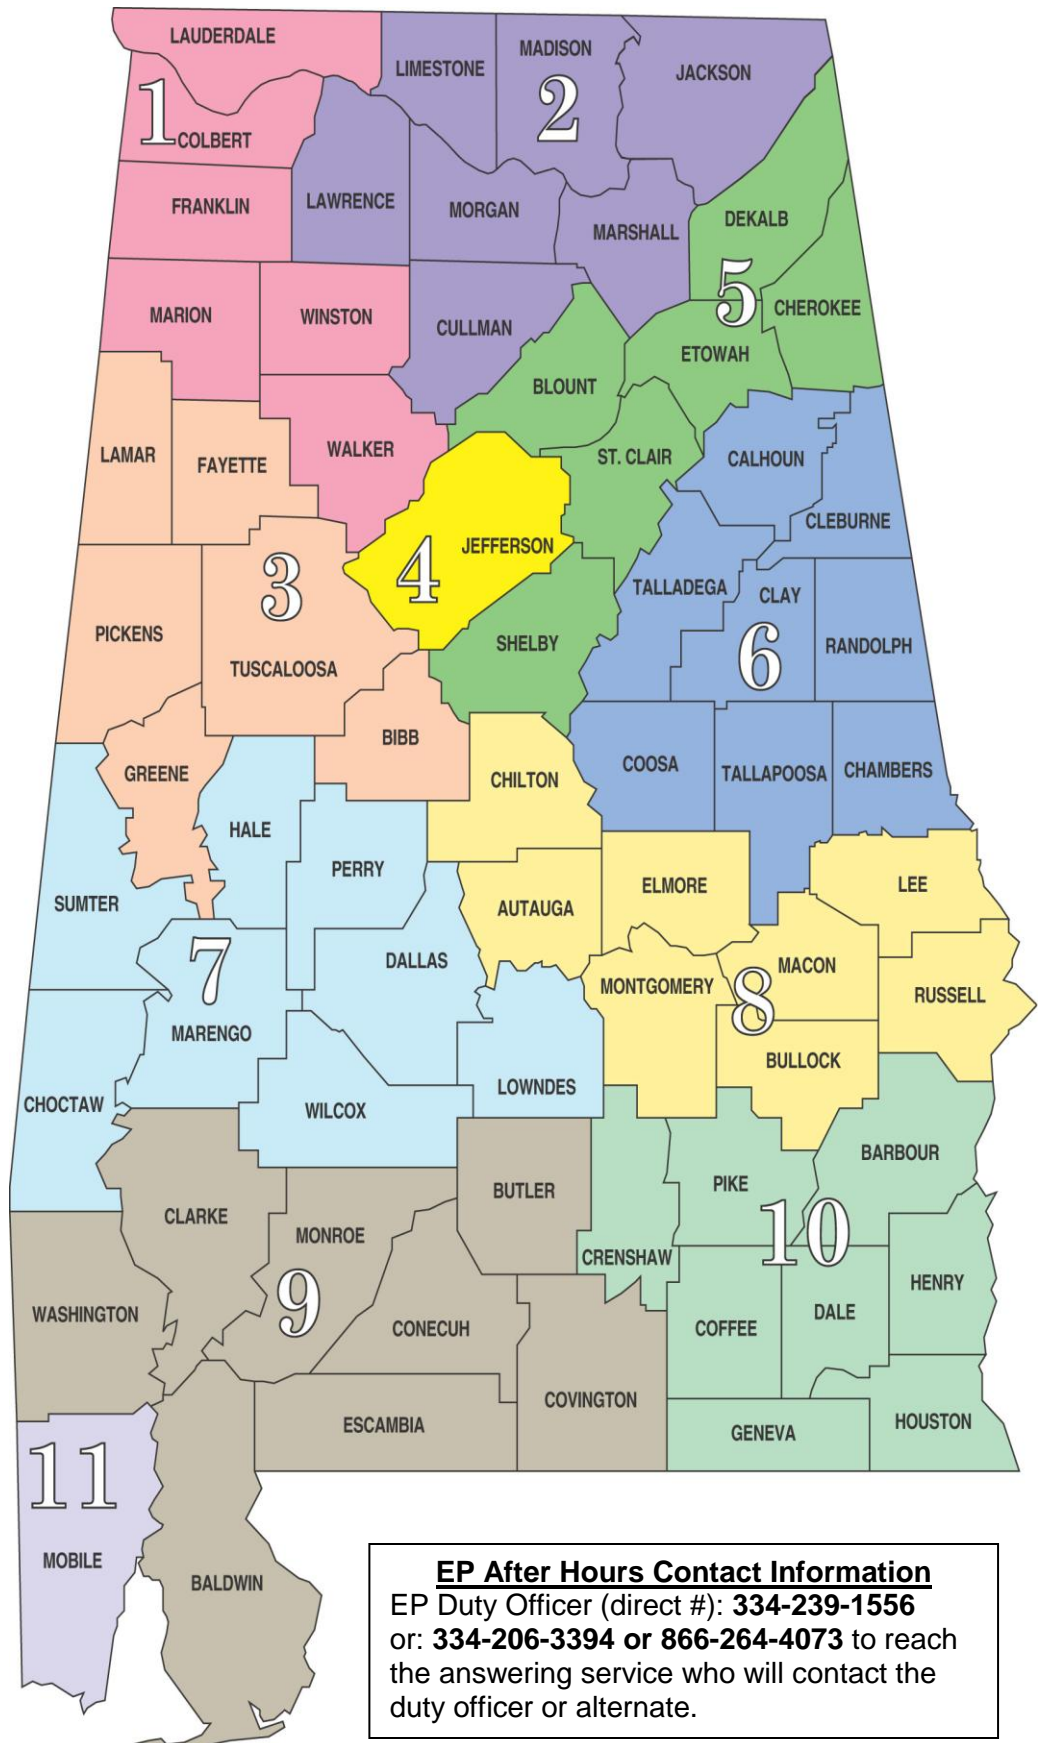 LAUDERDALE
LIMESTONE
MADISON
JACKSON
1
2
COLBERT
FRANKLIN
LAWRENCE
MORGAN
MARSHALL
DEKALB
5
MARION
WINSTON
CULLMAN
CHEROKEE
ETOWAH
BLOUNT
LAMAR
FAYETTE
WALKER
ST. CLAIR
CALHOUN
CLEBURNE
3
4
JEFFERSON
TALLADEGA
CLAY
PICKENS
TUSCALOOSA
SHELBY
6
RANDOLPH
BIBB
GREENE
CHILTON
COOSA
TALLAPOOSA
CHAMBERS
HALE
PERRY
SUMTER
AUTAUGA
ELMORE
LEE
7
DALLAS
MONTGOMERY
MACON
8
RUSSELL
MARENGO
BULLOCK
CHOCTAW
WILCOX
LOWNDES
BARBOUR
CLARKE
BUTLER
PIKE
10
MONROE
CRENSHAW
HENRY
WASHINGTON
9
CONECUH
COFFEE
DALE
ESCAMBIA
COVINGTON
GENEVA
HOUSTON
11
MOBILE
BALDWIN
EP After Hours Contact Information
EP Duty Officer (direct #): 334-239-1556
or: 334-206-3394 or 866-264-4073 to reach
the answering service who will contact the
duty officer or alternate.